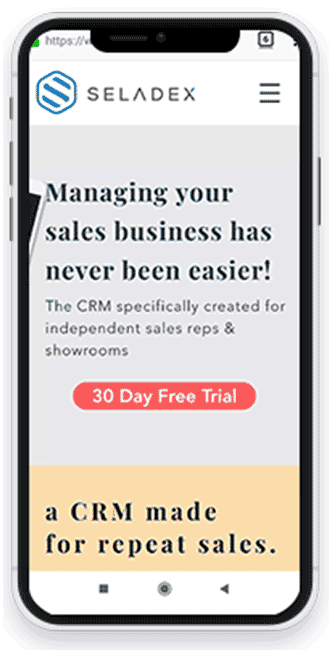 https://v
6
SELADEX
Managing your
sales business has
never been easier!
The CRM specifically created for
independent sales reps &
showrooms
30 Day Free Trial
a CRM made
for repeat sales.